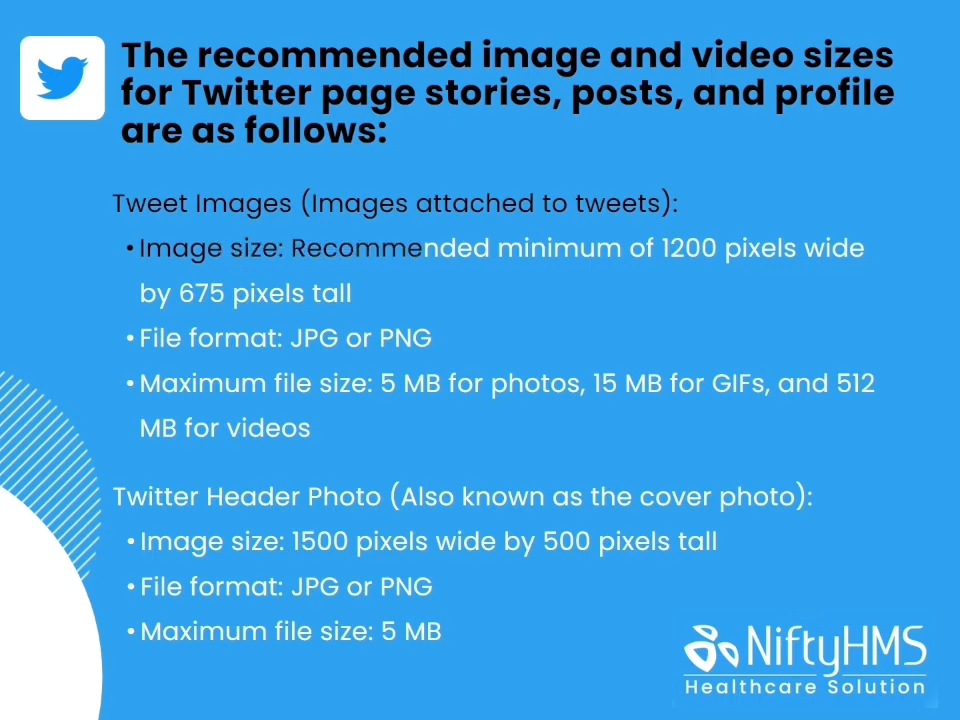 The recommended image and video sizes
for Twitter page stories, posts, and profile
are as follows:
Tweet Images (Images attached to tweets):
• Image size: Recommended minimum of 1200 pixels wide
by 675 pixels tall
• File format: JPG or PNG
• Maximum file size: 5 MB for photos, 15 MB for GIFs, and 512
MB for videos
Twitter Header Photo (Also known as the cover photo):
• Image size: 1500 pixels wide by 500 pixels tall
• File format: JPG or PNG
• Maximum file size: 5 MB
NiftyHMS
Healthcare Solution